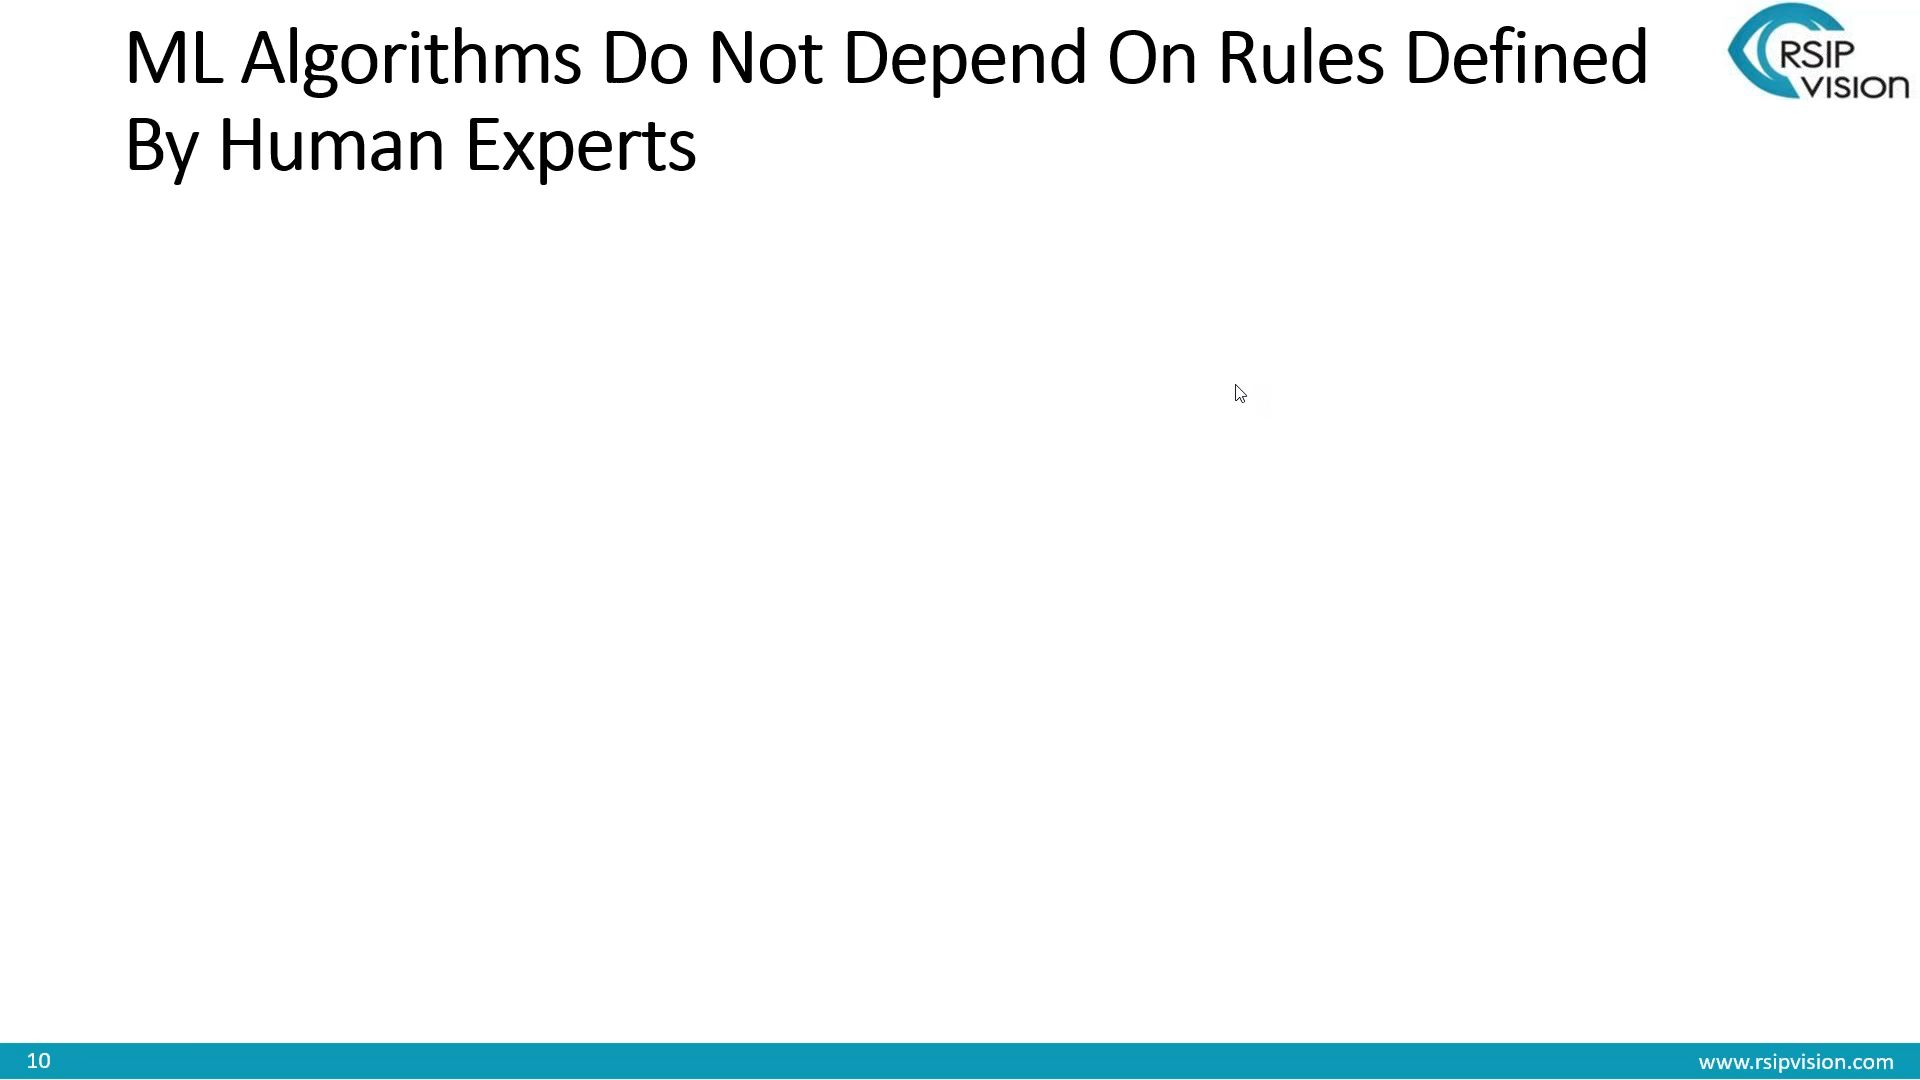 ML Algorithms Do Not Depend On Rules Defined
By Human Experts
RSIP
VISION
10
www.rsipvision.com